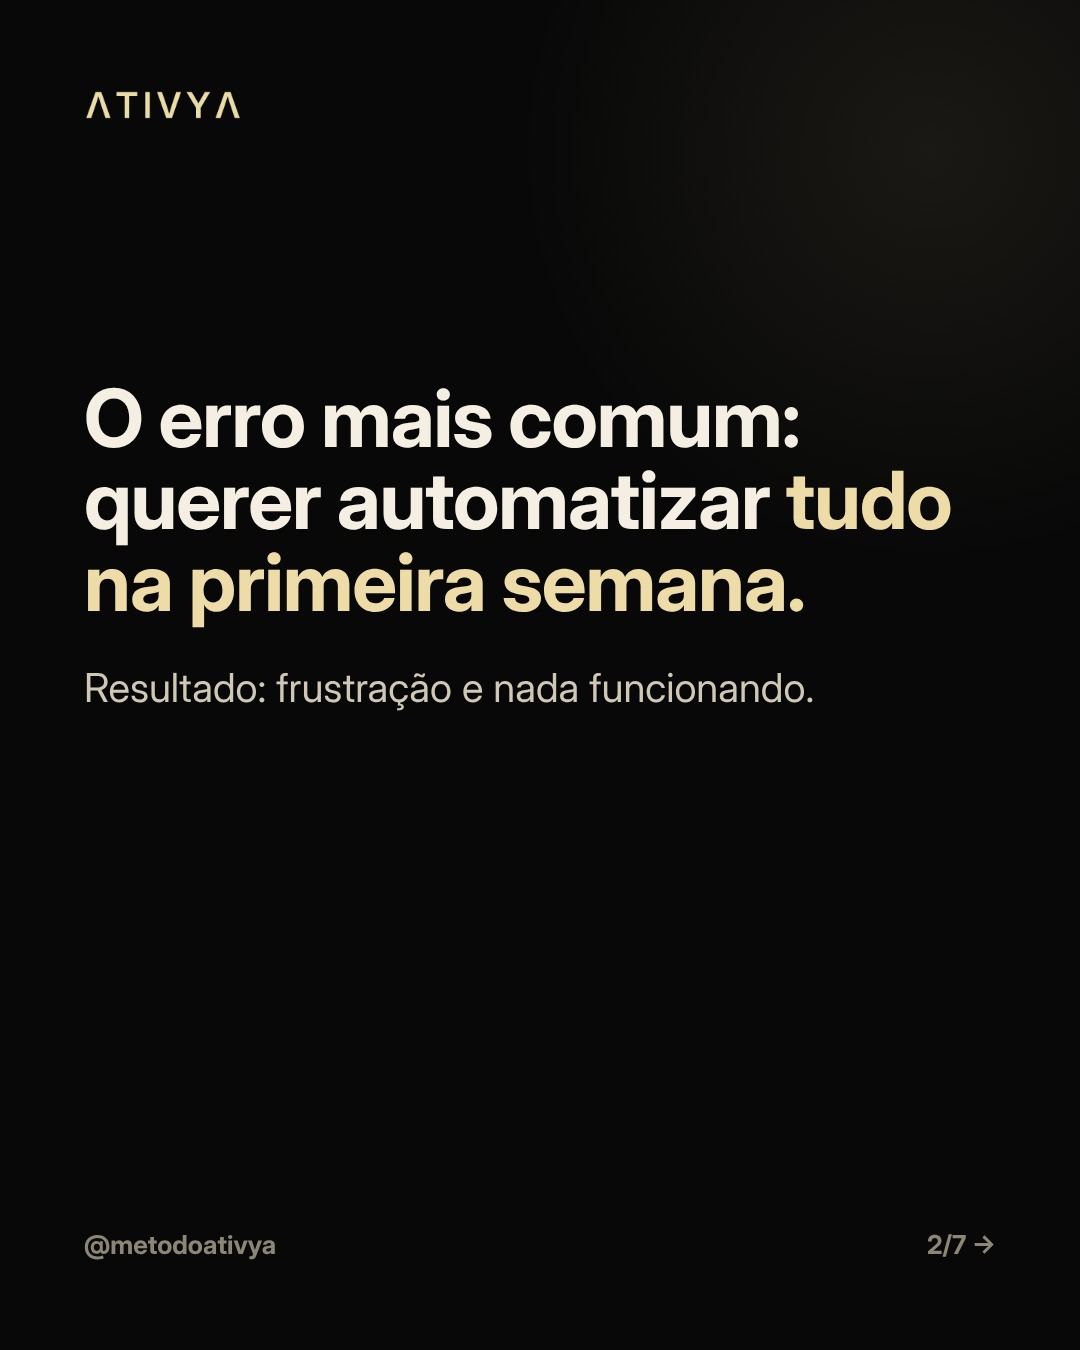 ATIVYA
O erro mais comum:
querer automatizar tudo
na primeira semana.
Resultado: frustração e nada funcionando.
@metodoativya
2/7 →